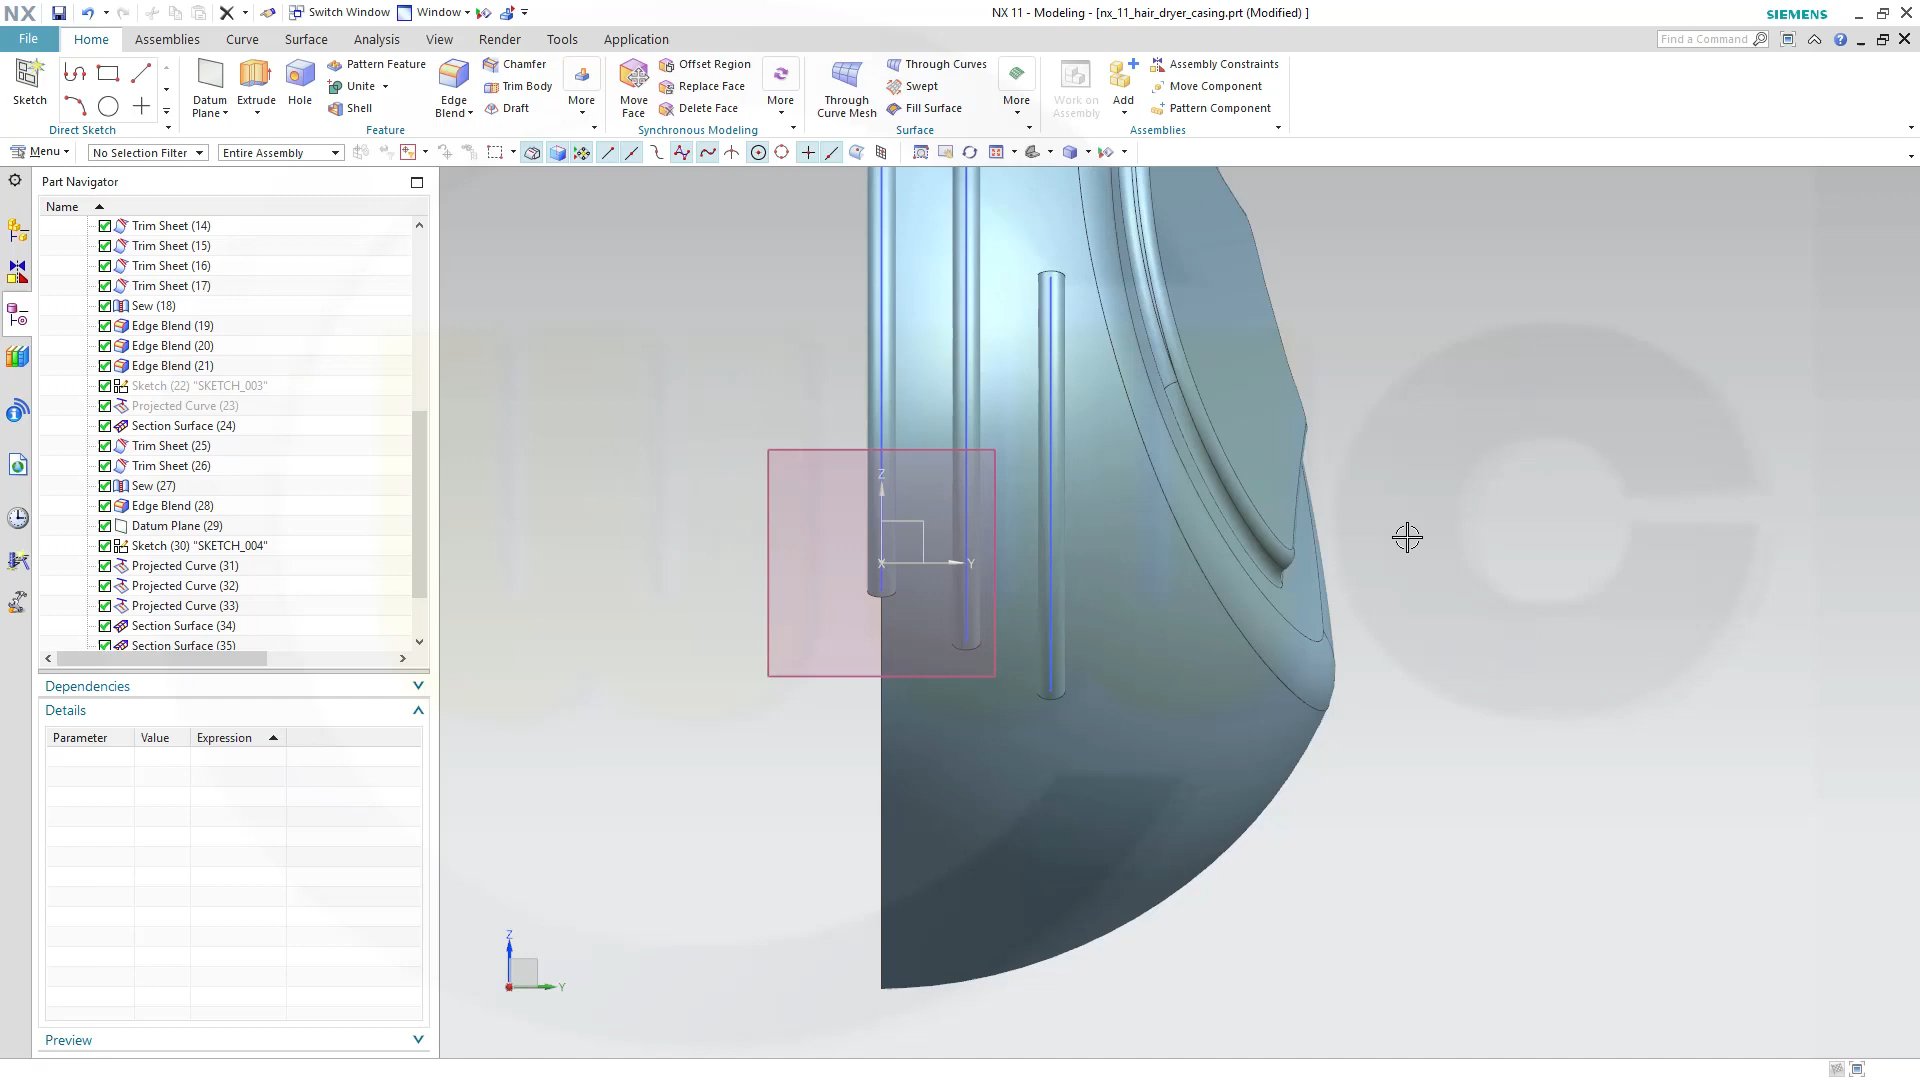 NX
Switch Window
Window
NX 11 - Modeling - [nx_11_hair_dryer_casing.prt (Modified) ]
SIEMENS
File
Home
Assemblies
Curve
Surface
Analysis
View
Render
Tools
Application
Find a Command
Sketch
Direct Sketch
Datum Plane
Extrude
Hole
Pattern Feature
Unite
Shell
Edge Blend
Chamfer
Trim Body
Draft
More
Feature
Move Face
Offset Region
Replace Face
Delete Face
More
Synchronous Modeling
Through Curve Mesh
Through Curves
Swept
Fill Surface
More
Surface
Work on Assembly
Add
Assembly Constraints
Move Component
Pattern Component
Assemblies
Menu
No Selection Filter
Entire Assembly
Part Navigator
Name
Trim Sheet (14)
Trim Sheet (15)
Trim Sheet (16)
Trim Sheet (17)
Sew (18)
Edge Blend (19)
Edge Blend (20)
Edge Blend (21)
Sketch (22) "SKETCH_003"
Projected Curve (23)
Section Surface (24)
Trim Sheet (25)
Trim Sheet (26)
Sew (27)
Edge Blend (28)
Datum Plane (29)
Sketch (30) "SKETCH_004"
Projected Curve (31)
Projected Curve (32)
Projected Curve (33)
Section Surface (34)
Section Surface (35)
Dependencies
Details
Parameter
Value
Expression
Preview
Z
X
Y
Z
Y